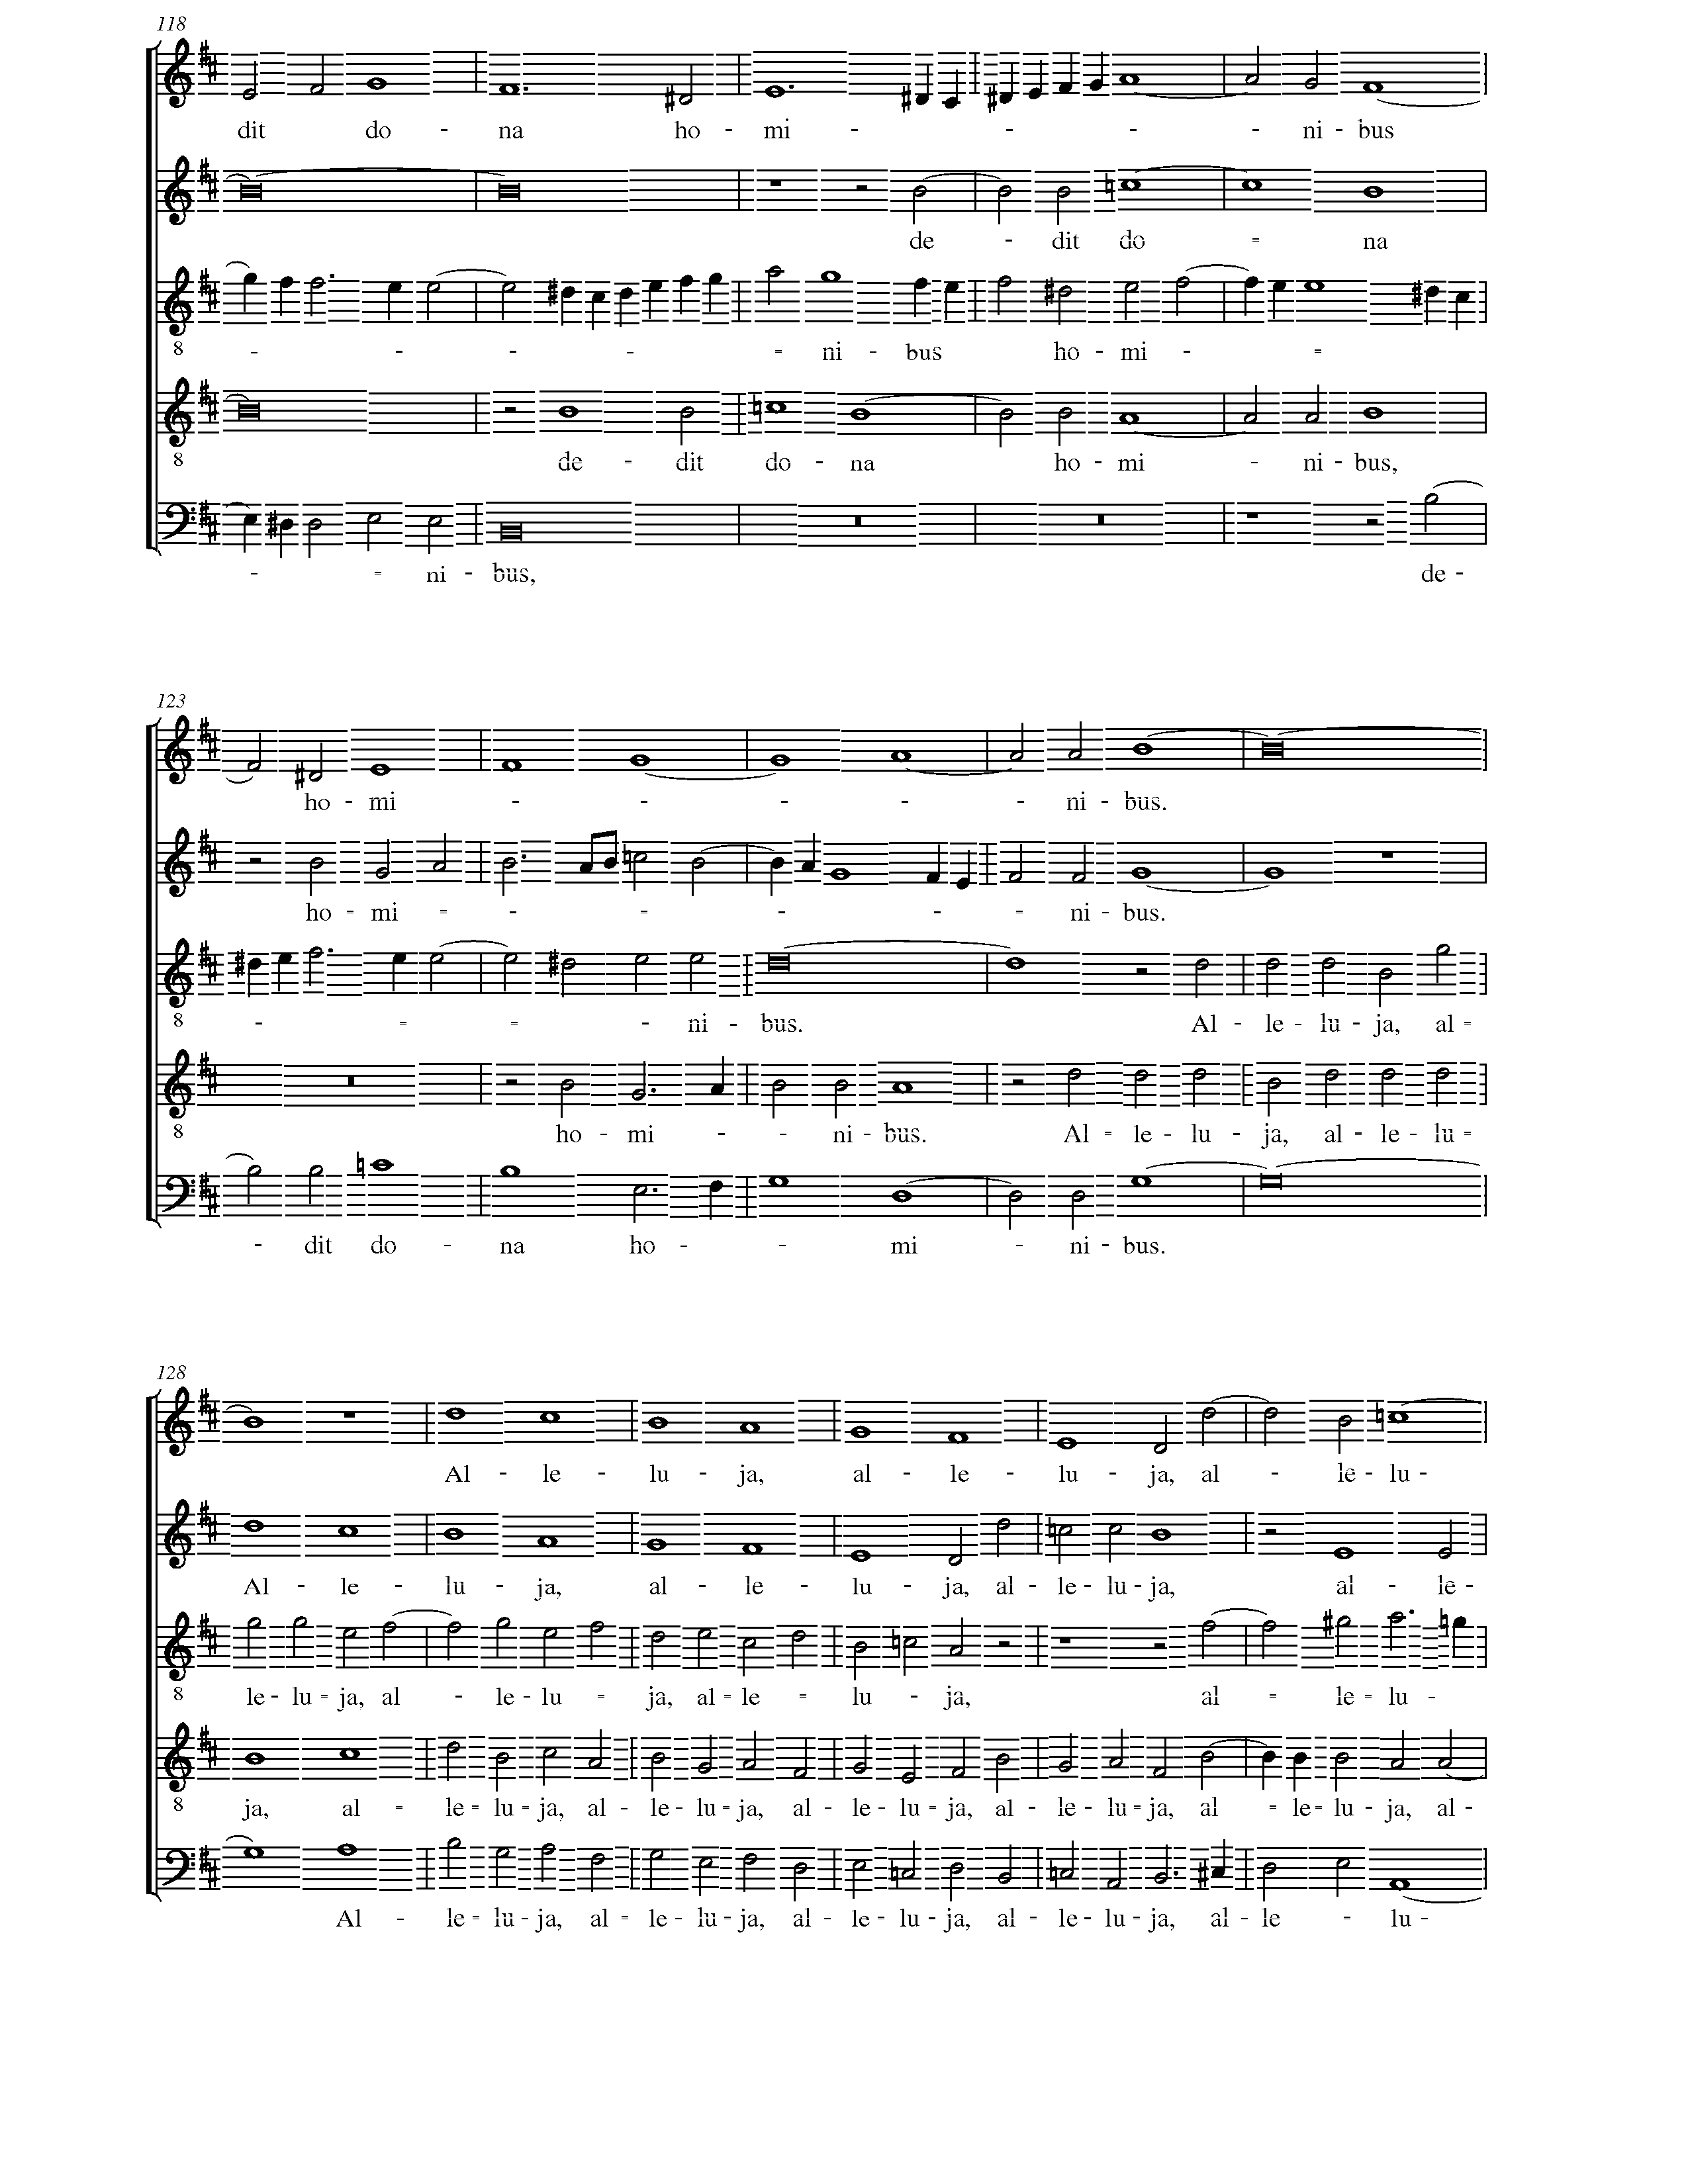 118
dit do - na ho - mi - - - - ni - bus
de - dit do - na
8
- - - - - ni - bus ho - mi - -
8
de - dit do - na ho - mi - ni - bus,
- - ni - bus, de -
123
ho - mi - - - - - ni - bus.
ho - mi - - - - - - ni - bus.
8
- - - - ni - bus. Al - le - lu - ja, al -
8
ho - mi - - ni - bus. Al - le - lu - ja, al - le - lu -
- dit do - na ho - - mi - ni - bus.
128
Al - le - lu - ja, al - le - lu - ja, al - le - lu -
Al - le - lu - ja, al - le - lu - ja, al - le - lu - ja, al - le -
8
le - lu - ja, al - le - lu - ja, al - le - lu - ja, al - le - lu -
8
ja, al - le - lu - ja, al - le - lu - ja, al - le - lu - ja, al - le - lu - ja, al - le - lu - ja, al -
Al - le - lu - ja, al - le - lu - ja, al - le - lu - ja, al - le - lu - ja, al - le - lu -